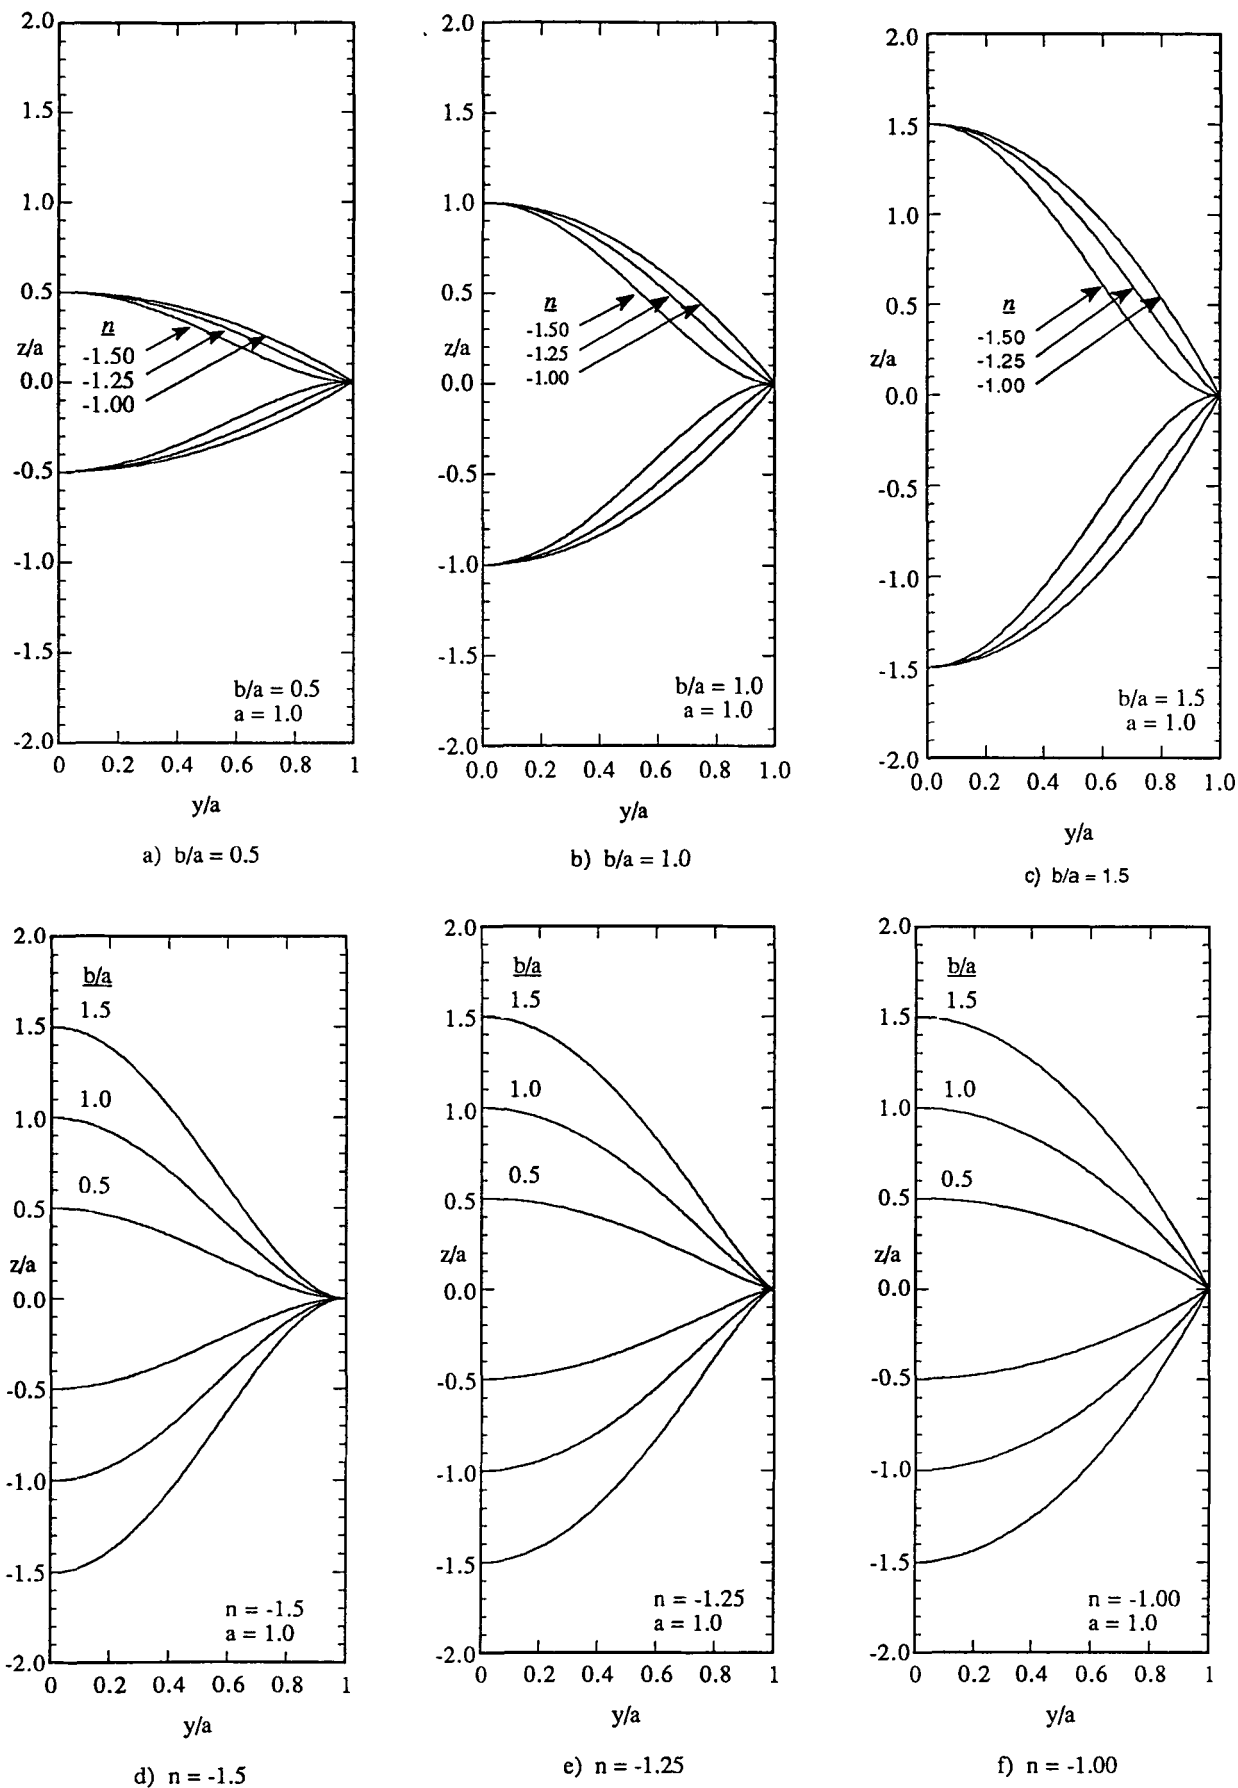 2.0
1.5
1.0
0.5
z/a
0.0
-0.5
-1.0
-1.5
-2.0
n
-1.50
-1.25
-1.00
b/a = 0.5
a = 1.0
0 0.2 0.4 0.6 0.8 1
y/a
a) b/a = 0.5
2.0
1.5
1.0
0.5
z/a
0.0
-0.5
-1.0
-1.5
-2.0
n
-1.50
-1.25
-1.00
b/a = 1.0
a = 1.0
0.0 0.2 0.4 0.6 0.8 1.0
y/a
b) b/a = 1.0
2.0
1.5
1.0
0.5
z/a
0.0
-0.5
-1.0
-1.5
-2.0
n
-1.50
-1.25
-1.00
b/a = 1.5
a = 1.0
0.0 0.2 0.4 0.6 0.8 1.0
y/a
c) b/a = 1.5
2.0
1.5
1.0
0.5
z/a
0.0
-0.5
-1.0
-1.5
-2.0
b/a
1.5
1.0
0.5
n = -1.5
a = 1.0
0 0.2 0.4 0.6 0.8 1
y/a
d) n = -1.5
2.0
1.5
1.0
0.5
z/a
0.0
-0.5
-1.0
-1.5
-2.0
b/a
1.5
1.0
0.5
n = -1.25
a = 1.0
0 0.2 0.4 0.6 0.8 1
y/a
e) n = -1.25
2.0
1.5
1.0
0.5
z/a
0.0
-0.5
-1.0
-1.5
-2.0
b/a
1.5
1.0
0.5
n = -1.00
a = 1.0
0 0.2 0.4 0.6 0.8 1
y/a
f) n = -1.00